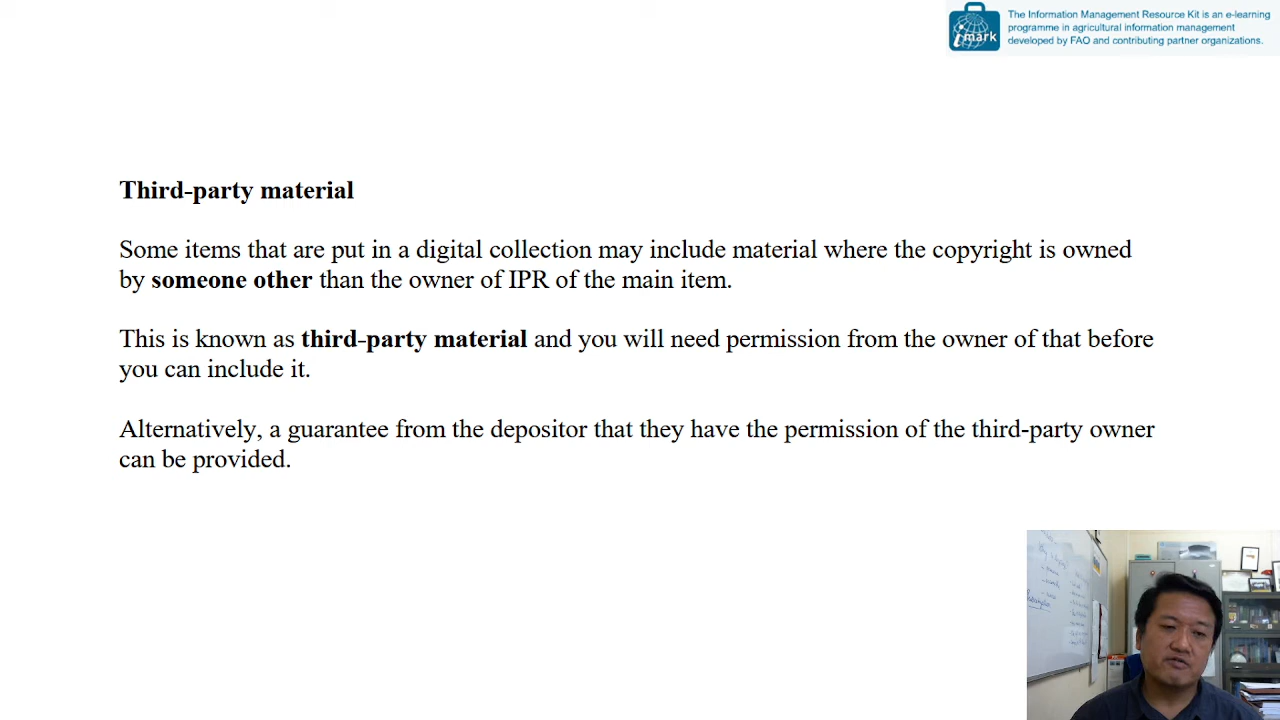 The Information Management Resource Kit is an e-learning
programme in agricultural information management
developed by FAO and contributing partner organizations.
imark
Third-party material
Some items that are put in a digital collection may include material where the copyright is owned
by someone other than the owner of IPR of the main item.
This is known as third-party material and you will need permission from the owner of that before
you can include it.
Alternatively, a guarantee from the depositor that they have the permission of the third-party owner
can be provided.